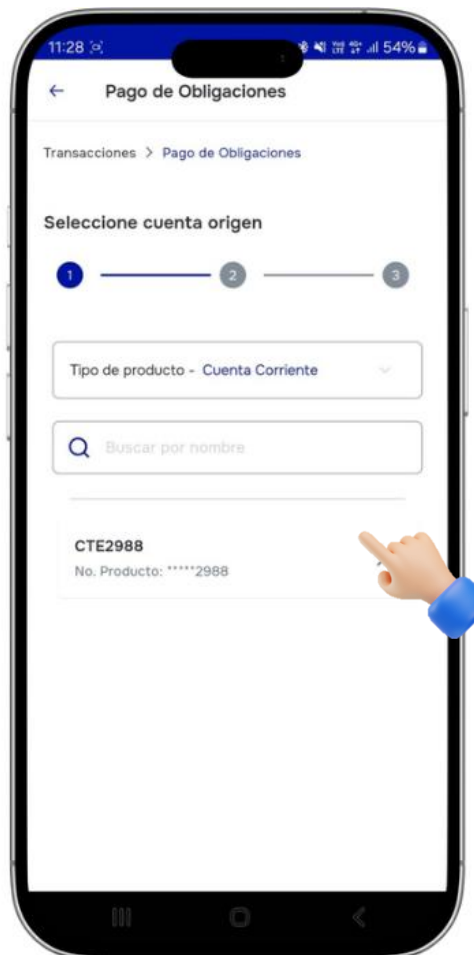 11:28
54%
Pago de Obligaciones
Transacciones > Pago de Obligaciones
Seleccione cuenta origen
1
2
3
Tipo de producto - Cuenta Corriente
Buscar por nombre
CTE2988
No. Producto: *****2988